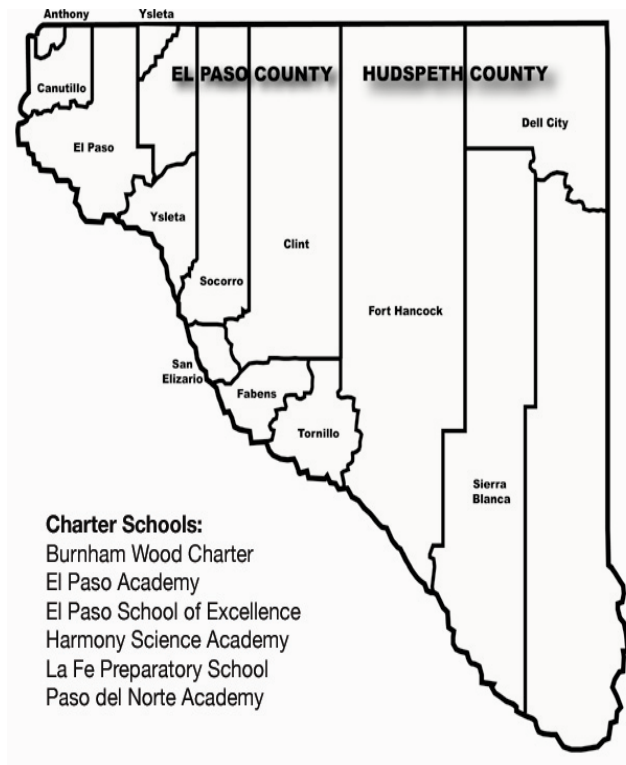 Anthony
Ysleta
EL PASO COUNTY
HUDSPETH COUNTY
Canutillo
Dell City
El Paso
Ysleta
Clint
Socorro
Fort Hancock
San
Elizario
Fabens
Tornillo
Sierra
Blanca
Charter Schools:
Burnham Wood Charter
El Paso Academy
El Paso School of Excellence
Harmony Science Academy
La Fe Preparatory School
Paso del Norte Academy